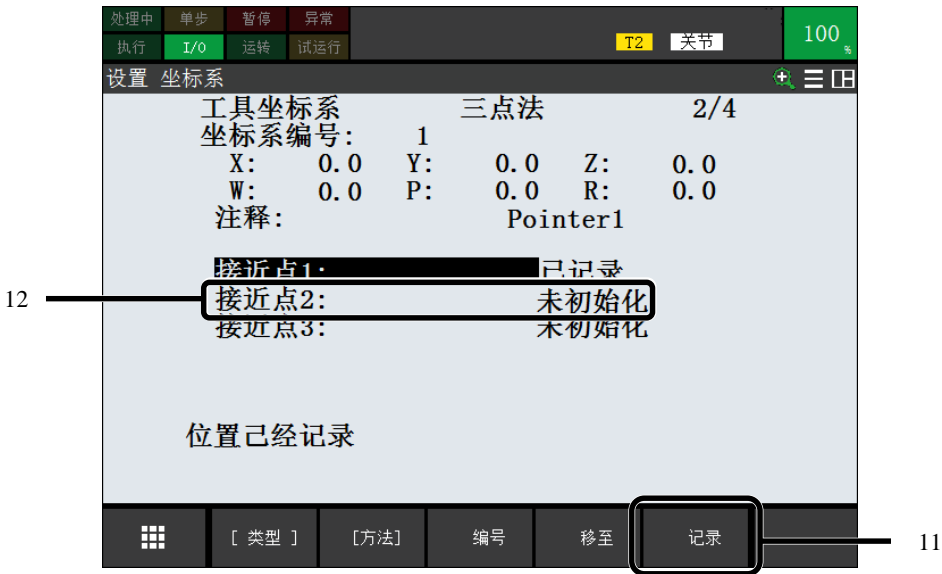 处理中 单步 暂停 异常
执行 I/O 运转 试运行 T2 关节 100 %
设置 坐标系
工具坐标系 三点法 2/4
坐标系编号: 1
X: 0.0 Y: 0.0 Z: 0.0
W: 0.0 P: 0.0 R: 0.0
注释: Pointer1
接近点1: 已记录
12 接近点2: 未初始化
接近点3: 未初始化
位置己经记录
[ 类型 ] [方法] 编号 移至 记录 11